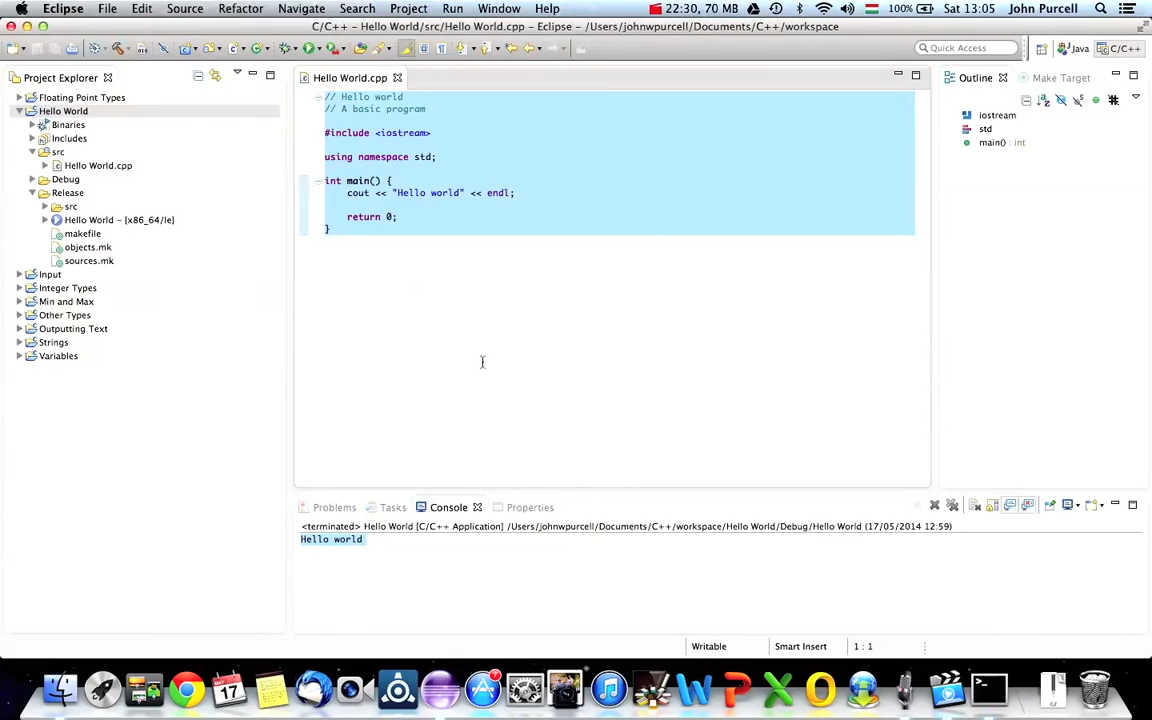 Eclipse File Edit Source Refactor Navigate Search Project Run Window Help 22:30, 70 MB 100% Sat 13:05 John Purcell
C/C++ - Hello World/src/Hello World.cpp - Eclipse - /Users/johnwpurcell/Documents/C++/workspace
Quick Access Java C/C++
Project Explorer
Floating Point Types
Hello World
Binaries
Includes
src
Hello World.cpp
Debug
Release
src
Hello World - [x86_64/le]
makefile
objects.mk
sources.mk
Input
Integer Types
Min and Max
Other Types
Outputting Text
Strings
Variables
Hello World.cpp
// Hello world
// A basic program
#include <iostream>
using namespace std;
int main() {
cout << "Hello world" << endl;
return 0;
}
Outline Make Target
iostream
std
main() : int
Problems Tasks Console Properties
<terminated> Hello World [C/C++ Application] /Users/johnwpurcell/Documents/C++/workspace/Hello World/Debug/Hello World (17/05/2014 12:59)
Hello world
Writable Smart Insert 1 : 1
MAY
17